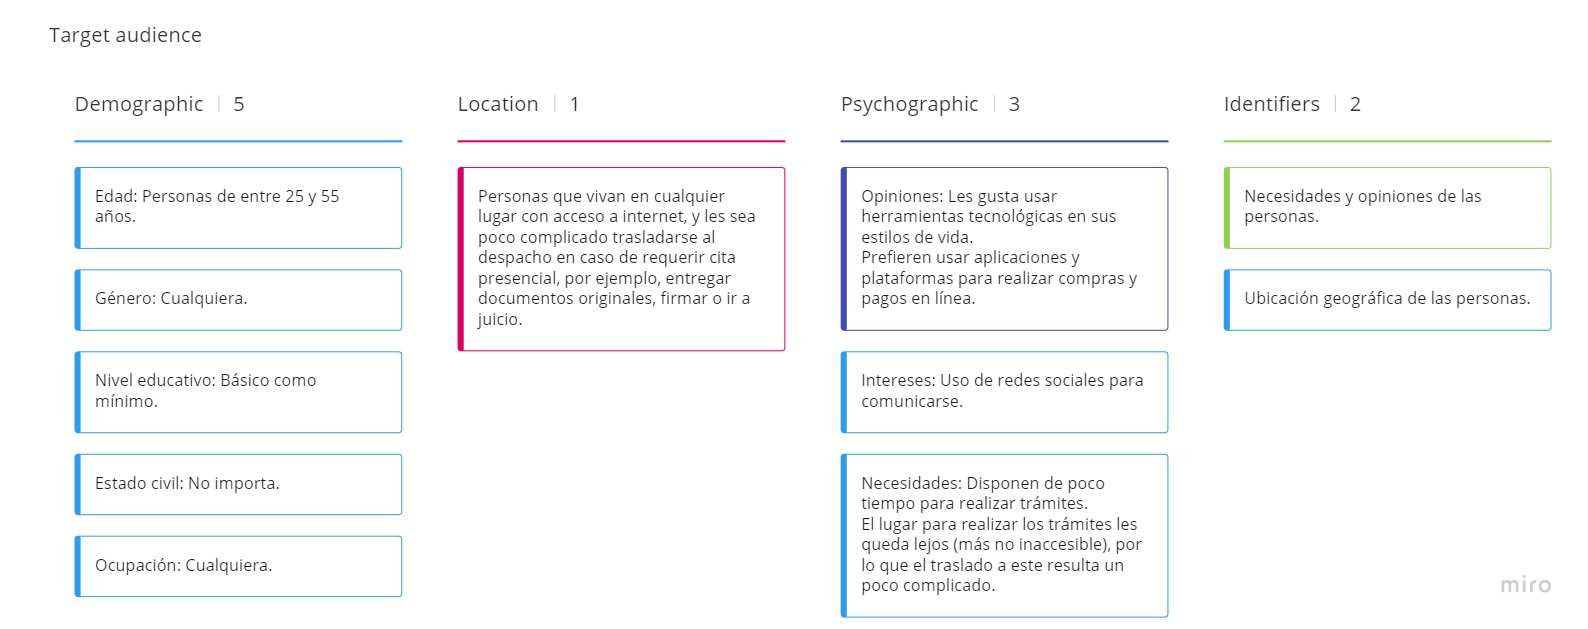 Target audience
Demographic | 5
Edad: Personas de entre 25 y 55
años.
Género: Cualquiera.
Nivel educativo: Básico como
mínimo.
Estado civil: No importa.
Ocupación: Cualquiera.
Location | 1
Personas que vivan en cualquier
lugar con acceso a internet, y les sea
poco complicado trasladarse al
despacho en caso de requerir cita
presencial, por ejemplo, entregar
documentos originales, firmar o ir a
juicio.
Psychographic | 3
Opiniones: Les gusta usar
herramientas tecnológicas en sus
estilos de vida.
Prefieren usar aplicaciones y
plataformas para realizar compras y
pagos en línea.
Intereses: Uso de redes sociales para
comunicarse.
Necesidades: Disponen de poco
tiempo para realizar trámites.
El lugar para realizar los trámites les
queda lejos (más no inaccesible), por
lo que el traslado a este resulta un
poco complicado.
Identifiers | 2
Necesidades y opiniones de las
personas.
Ubicación geográfica de las personas.
miro